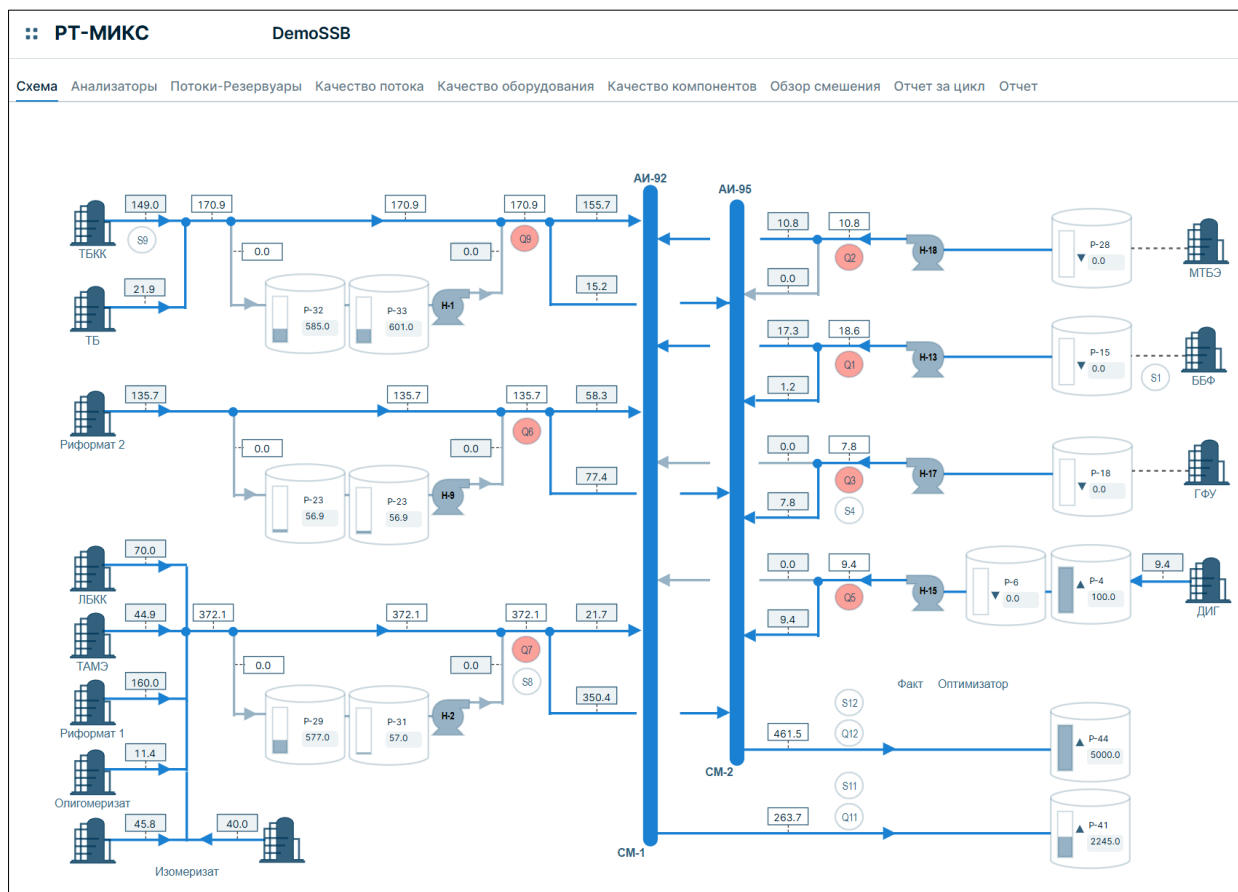 РТ-МИКС DemoSSB
Схема Анализаторы Потоки-Резервуары Качество потока Качество оборудования Качество компонентов Обзор смешения Отчет за цикл Отчет
АИ-92
АИ-95
149.0 170.9 170.9 170.9 155.7
S9
ТБКК
0.0 0.0
Q9
21.9
ТБ
P-32
585.0
P-33
601.0
Н-1
15.2
10.8 10.8
Q2
Н-18
P-28
0.0
МТБЭ
0.0
17.3 18.6
Q1
Н-13
P-15
0.0
S1
ББФ
1.2
135.7 135.7 135.7 58.3
Риформат 2
Q6
0.0 0.0
P-23
56.9
P-23
56.9
Н-9
77.4
0.0 7.8
Q3
S4
Н-17
P-18
0.0
ГФУ
7.8
70.0
ЛБКК
44.9 372.1 372.1 372.1 21.7
ТАМЭ
Q7
S8
0.0 0.0
160.0
Риформат 1
P-29
577.0
P-31
57.0
Н-2
350.4
11.4
Олигомеризат
45.8 40.0
Изомеризат
0.0 9.4
Q5
Н-15
P-6
0.0
P-4
100.0
9.4
ДИГ
9.4
Факт Оптимизатор
S12
Q12
461.5
P-44
5000.0
СМ-2
S11
Q11
263.7
P-41
2245.0
СМ-1